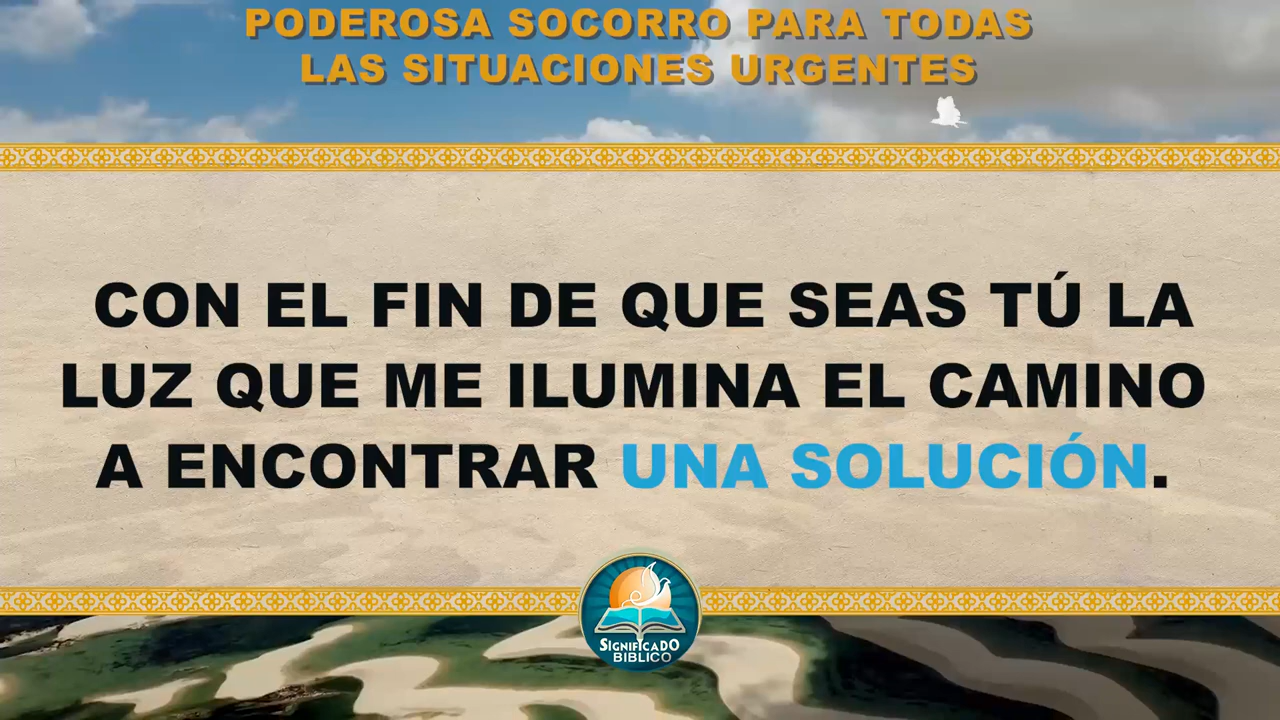 PODEROSA SOCORRO PARA TODAS
LAS SITUACIONES URGENTES
CON EL FIN DE QUE SEAS TÚ LA
LUZ QUE ME ILUMINA EL CAMINO
A ENCONTRAR UNA SOLUCIÓN.
SIGNIFICADO
BIBLICO